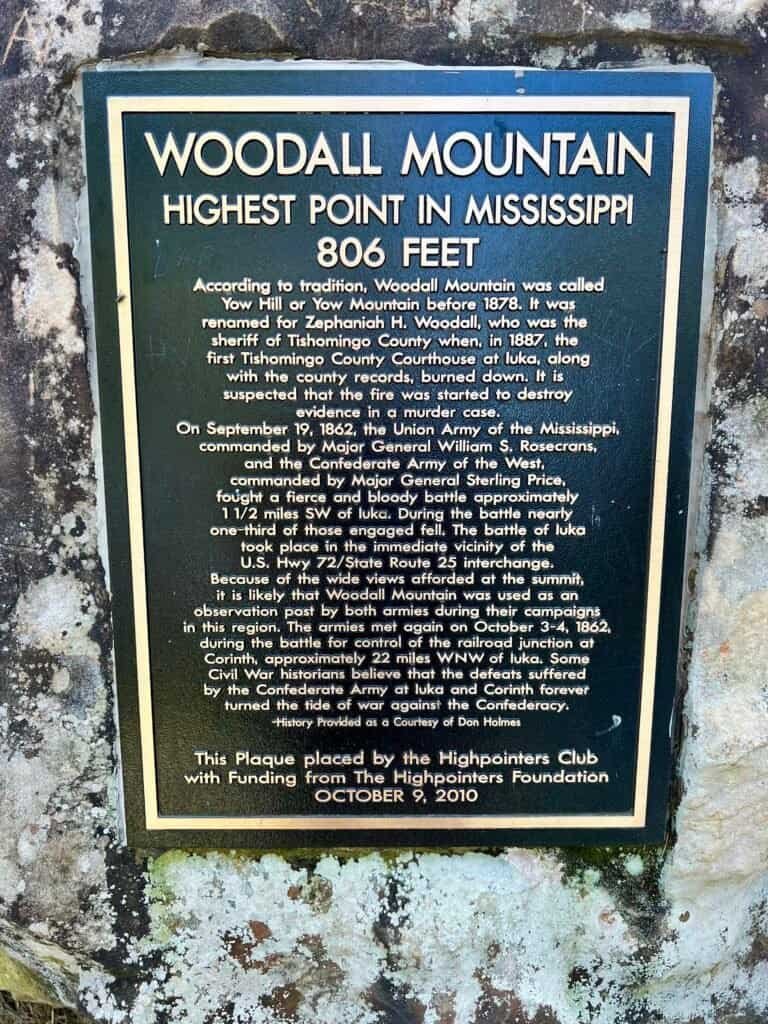 WOODALL MOUNTAIN
HIGHEST POINT IN MISSISSIPPI
806 FEET
According to tradition, Woodall Mountain was called
Yow Hill or Yow Mountain before 1878. It was
renamed for Zephaniah H. Woodall, who was the
sheriff of Tishomingo County when, in 1887, the
first Tishomingo County Courthouse at Iuka, along
with the county records, burned down. It is
suspected that the fire was started to destroy
evidence in a murder case.
On September 19, 1862, the Union Army of the Mississippi,
commanded by Major General William S. Rosecrans,
and the Confederate Army of the West,
commanded by Major General Sterling Price,
fought a fierce and bloody battle approximately
1 1/2 miles SW of Iuka. During the battle nearly
one-third of those engaged fell. The battle of Iuka
took place in the immediate vicinity of the
U.S. Hwy 72/State Route 25 interchange.
Because of the wide views afforded at the summit,
it is likely that Woodall Mountain was used as an
observation post by both armies during their campaigns
in this region. The armies met again on October 3-4, 1862,
during the battle for control of the railroad junction at
Corinth, approximately 22 miles WNW of Iuka. Some
Civil War historians believe that the defeats suffered
by the Confederate Army at Iuka and Corinth forever
turned the tide of war against the Confederacy.
-History Provided as a Courtesy of Don Holmes
This Plaque placed by the Highpointers Club
with Funding from The Highpointers Foundation
OCTOBER 9, 2010